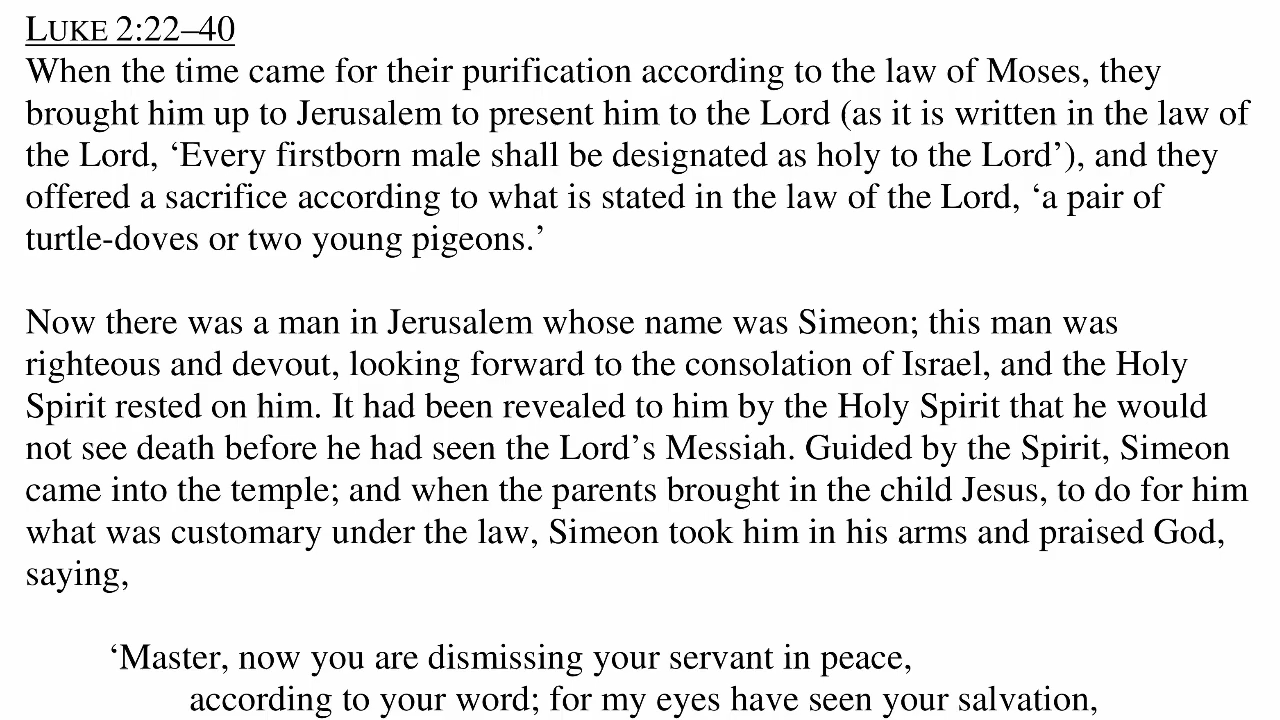 LUKE 2:22–40
When the time came for their purification according to the law of Moses, they
brought him up to Jerusalem to present him to the Lord (as it is written in the law of
the Lord, ‘Every firstborn male shall be designated as holy to the Lord’), and they
offered a sacrifice according to what is stated in the law of the Lord, ‘a pair of
turtle-doves or two young pigeons.’
Now there was a man in Jerusalem whose name was Simeon; this man was
righteous and devout, looking forward to the consolation of Israel, and the Holy
Spirit rested on him. It had been revealed to him by the Holy Spirit that he would
not see death before he had seen the Lord’s Messiah. Guided by the Spirit, Simeon
came into the temple; and when the parents brought in the child Jesus, to do for him
what was customary under the law, Simeon took him in his arms and praised God,
saying,
‘Master, now you are dismissing your servant in peace,
according to your word; for my eyes have seen your salvation,